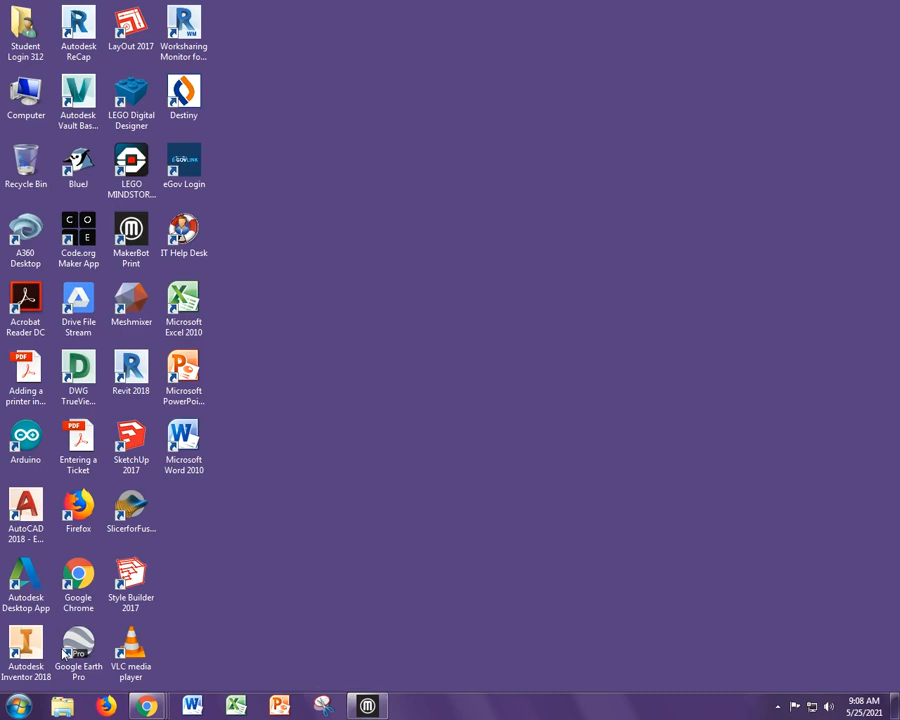 Student
Login 312
Autodesk
ReCap
LayOut 2017
Worksharing
Monitor fo...
Computer
Autodesk
Vault Bas...
LEGO Digital
Designer
Destiny
Recycle Bin
BlueJ
LEGO
MINDSTOR...
eGov Login
A360
Desktop
C O
D E
Code.org
Maker App
MakerBot
Print
IT Help Desk
Acrobat
Reader DC
Drive File
Stream
Meshmixer
Microsoft
Excel 2010
PDF
Adding a
printer in...
DWG
TrueVie...
Revit 2018
Microsoft
PowerPoi...
Arduino
PDF
Entering a
Ticket
SketchUp
2017
Microsoft
Word 2010
AutoCAD
2018 - E...
Firefox
SlicerforFus...
Autodesk
Desktop App
Google
Chrome
Style Builder
2017
Autodesk
Inventor 2018
Pro
Google Earth
Pro
VLC media
player
9:08 AM
5/25/2021